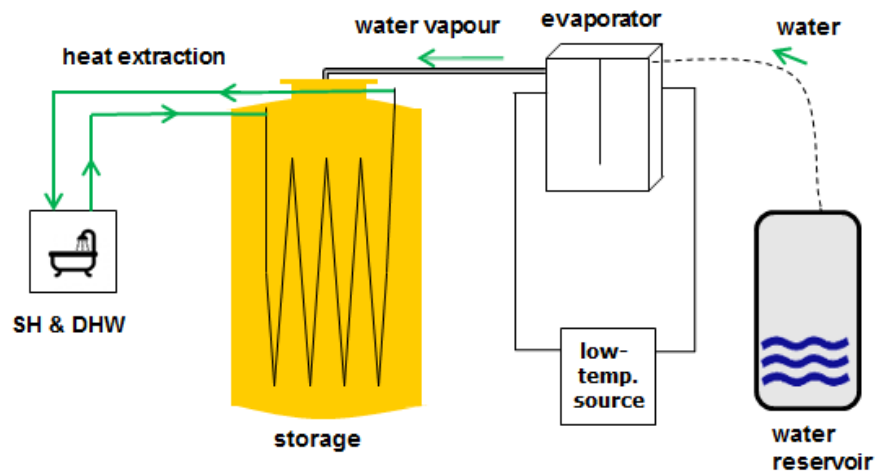 evaporator
water vapour
water
heat extraction
SH & DHW
low-
temp.
source
storage
water
reservoir